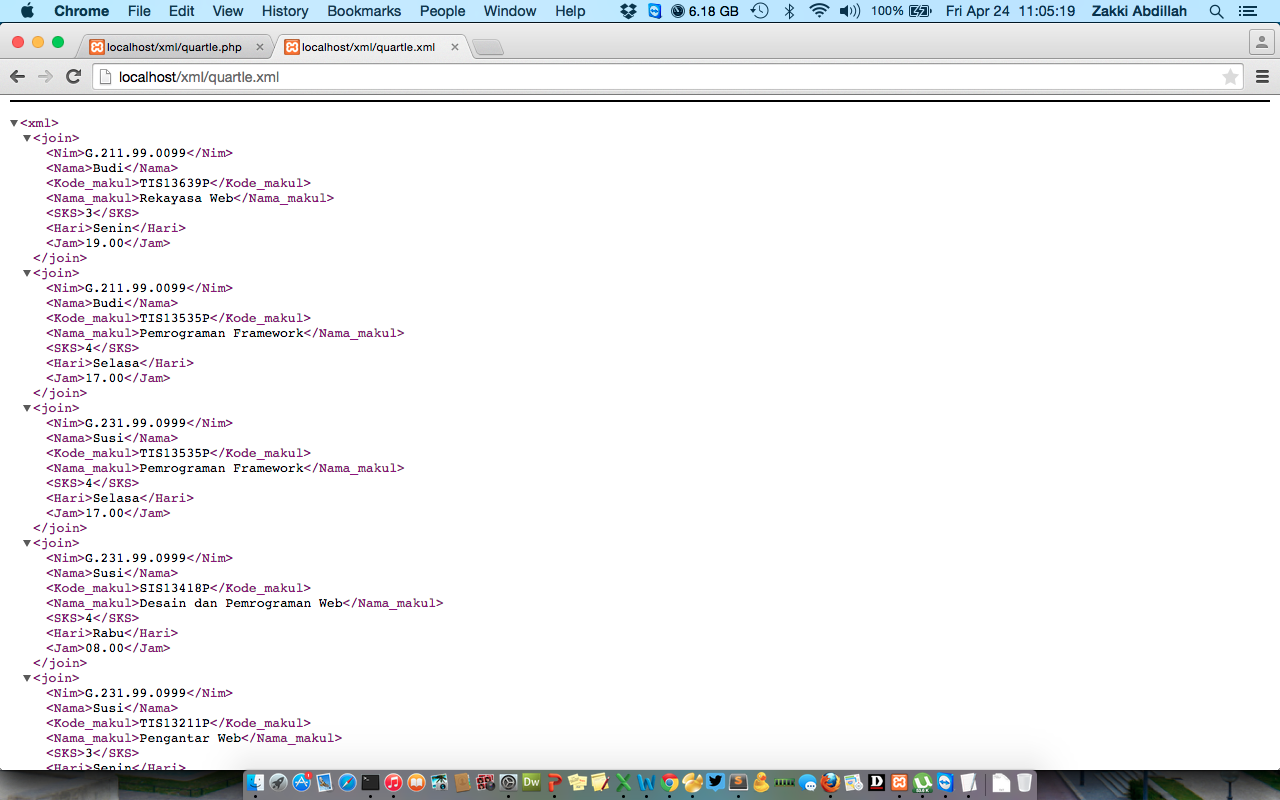 Chrome File Edit View History Bookmarks People Window Help 6.18 GB 100% Fri Apr 24 11:05:19 Zakki Abdillah
localhost/xml/quartle.php localhost/xml/quartle.xml
localhost/xml/quartle.xml
<xml>
<join>
<Nim>G.211.99.0099</Nim>
<Nama>Budi</Nama>
<Kode_makul>TIS13639P</Kode_makul>
<Nama_makul>Rekayasa Web</Nama_makul>
<SKS>3</SKS>
<Hari>Senin</Hari>
<Jam>19.00</Jam>
</join>
<join>
<Nim>G.211.99.0099</Nim>
<Nama>Budi</Nama>
<Kode_makul>TIS13535P</Kode_makul>
<Nama_makul>Pemrograman Framework</Nama_makul>
<SKS>4</SKS>
<Hari>Selasa</Hari>
<Jam>17.00</Jam>
</join>
<join>
<Nim>G.231.99.0999</Nim>
<Nama>Susi</Nama>
<Kode_makul>TIS13535P</Kode_makul>
<Nama_makul>Pemrograman Framework</Nama_makul>
<SKS>4</SKS>
<Hari>Selasa</Hari>
<Jam>17.00</Jam>
</join>
<join>
<Nim>G.231.99.0999</Nim>
<Nama>Susi</Nama>
<Kode_makul>SIS13418P</Kode_makul>
<Nama_makul>Desain dan Pemrograman Web</Nama_makul>
<SKS>4</SKS>
<Hari>Rabu</Hari>
<Jam>08.00</Jam>
</join>
<join>
<Nim>G.231.99.0999</Nim>
<Nama>Susi</Nama>
<Kode_makul>TIS13211P</Kode_makul>
<Nama_makul>Pengantar Web</Nama_makul>
<SKS>3</SKS>
<Hari>Senin</Hari>
Dw